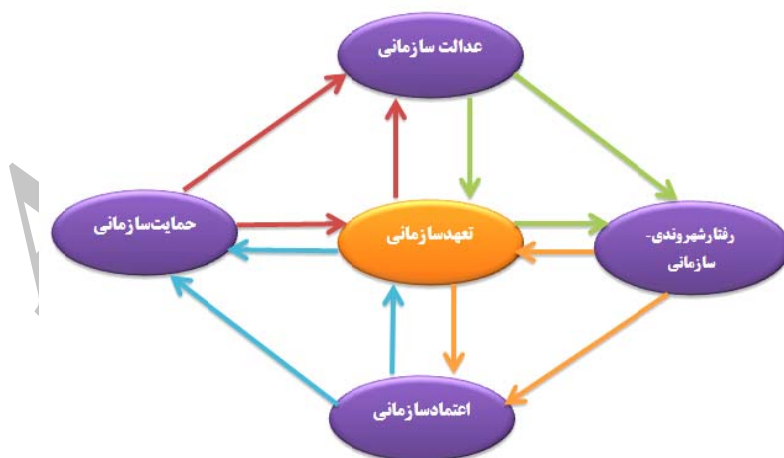 عدالت سازمانی
حمایت‌سازمانی
تعهدسازمانی
رفتارشهروندی-
سازمانی
اعتمادسازمانی